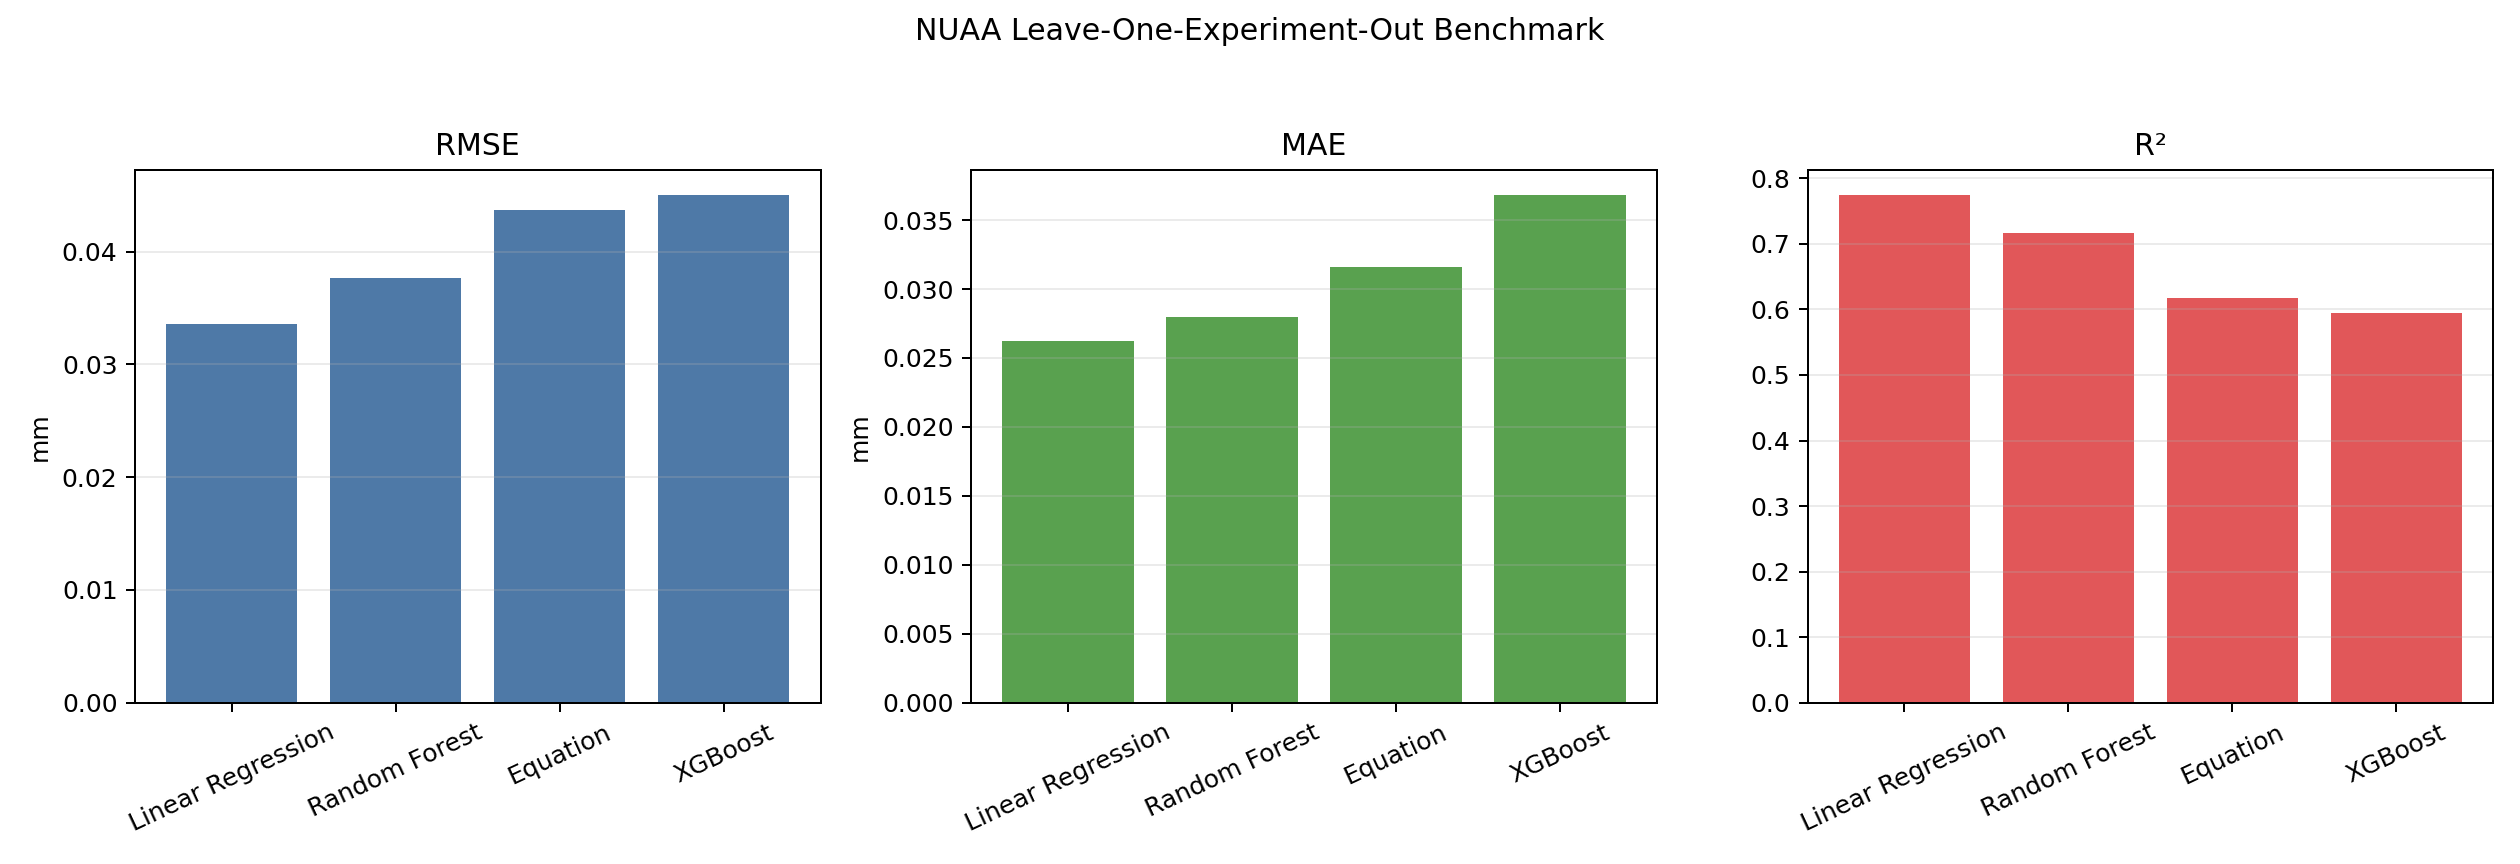 NUAA Leave-One-Experiment-Out Benchmark
RMSE
mm
0.04
0.03
0.02
0.01
0.00
Linear Regression
Random Forest
Equation
XGBoost
MAE
mm
0.035
0.030
0.025
0.020
0.015
0.010
0.005
0.000
Linear Regression
Random Forest
Equation
XGBoost
R²
0.8
0.7
0.6
0.5
0.4
0.3
0.2
0.1
0.0
Linear Regression
Random Forest
Equation
XGBoost